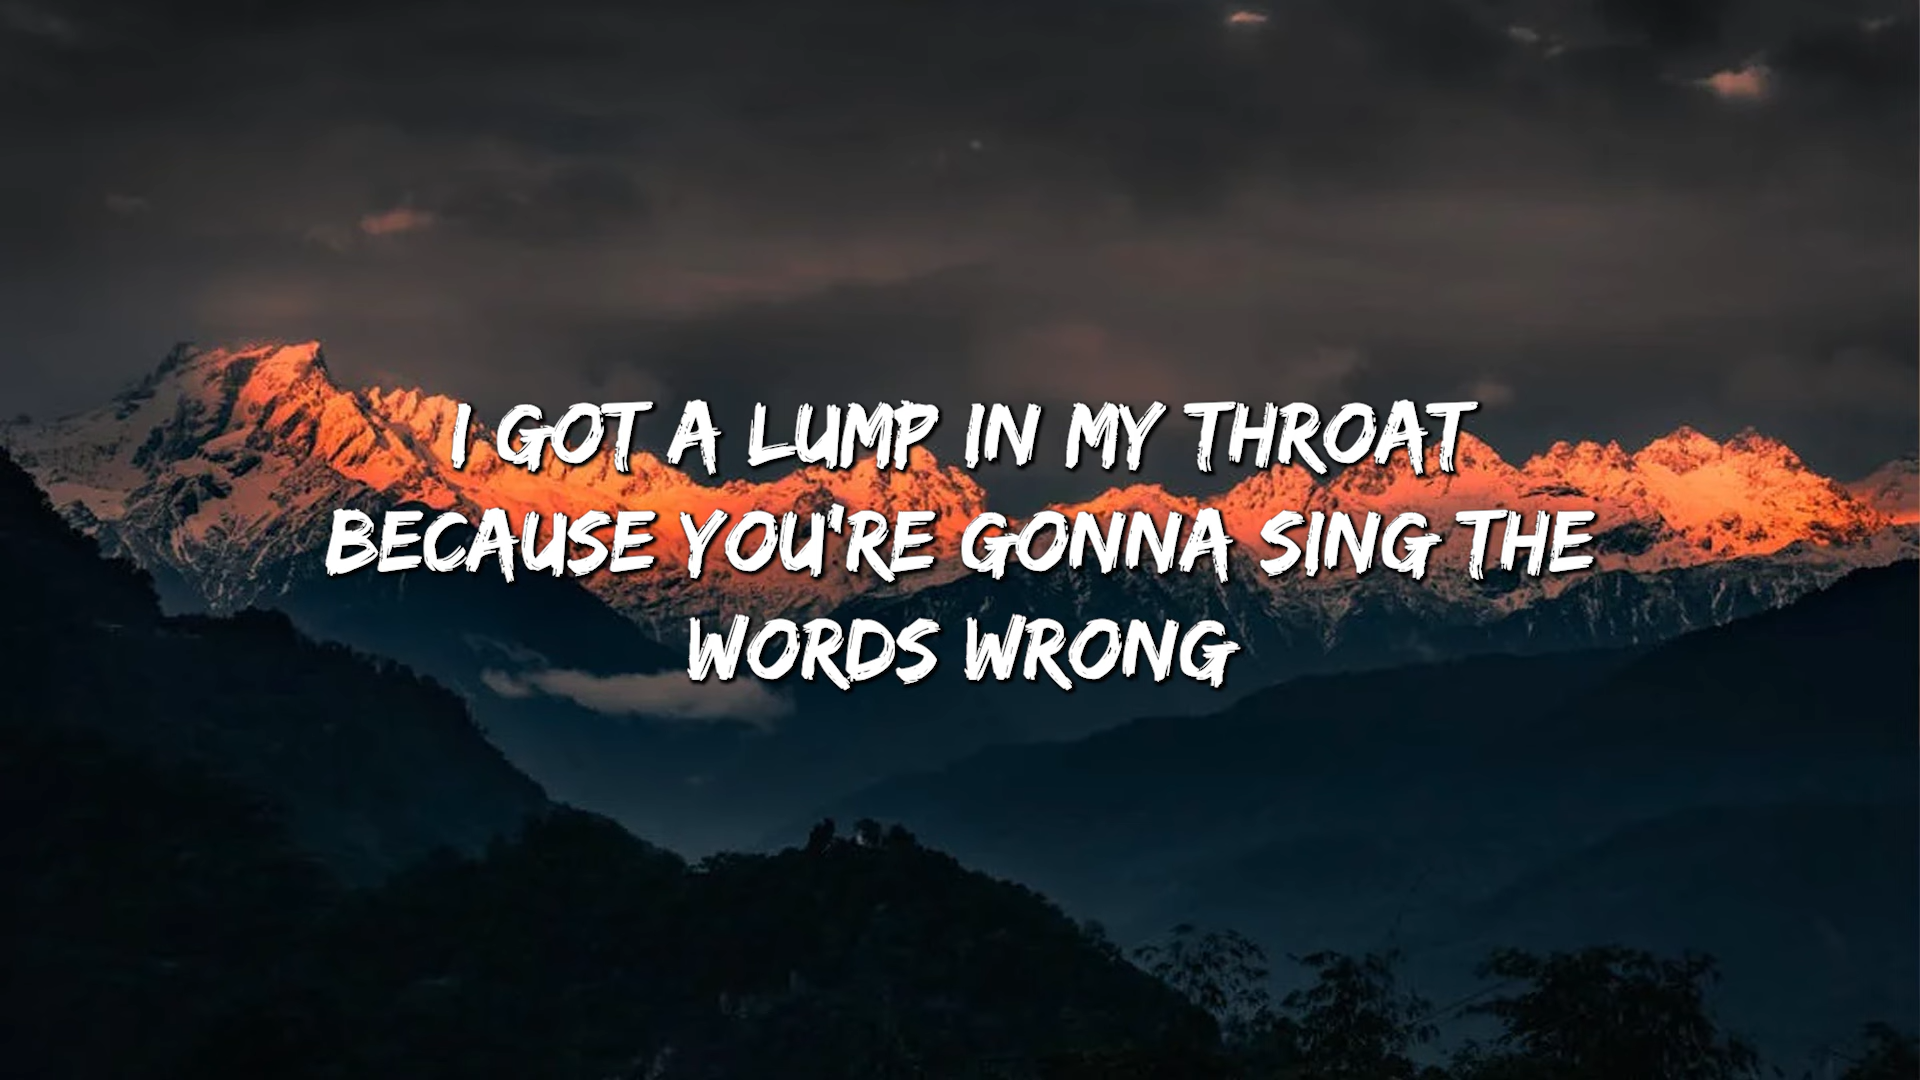 I GOT A LUMP IN MY THROAT
BECAUSE YOU'RE GONNA SING THE
WORDS WRONG